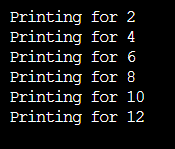 Printing for 2
Printing for 4
Printing for 6
Printing for 8
Printing for 10
Printing for 12